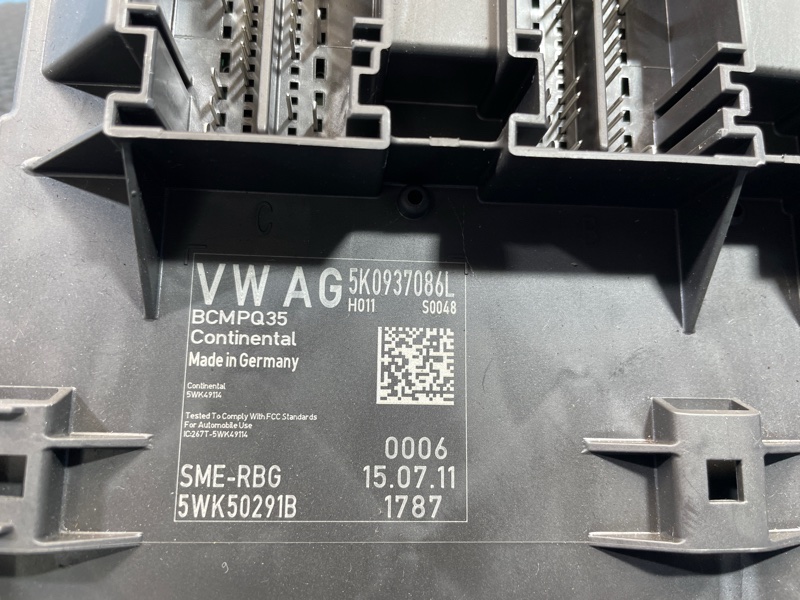 C
VW AG 5K0937086L
H011 S0048
BCMPQ35
Continental
Made in Germany
Continental
5WK49114
Tested To Comply With FCC Standards
For Automobile Use
IC:267T-5WK49114
0006
SME-RBG 15.07.11
5WK50291B 1787